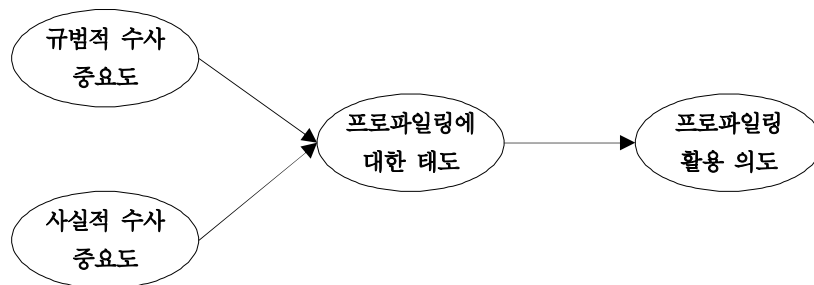 규범적 수사
중요도
프로파일링에
대한 태도
프로파일링
활용 의도
사실적 수사
중요도